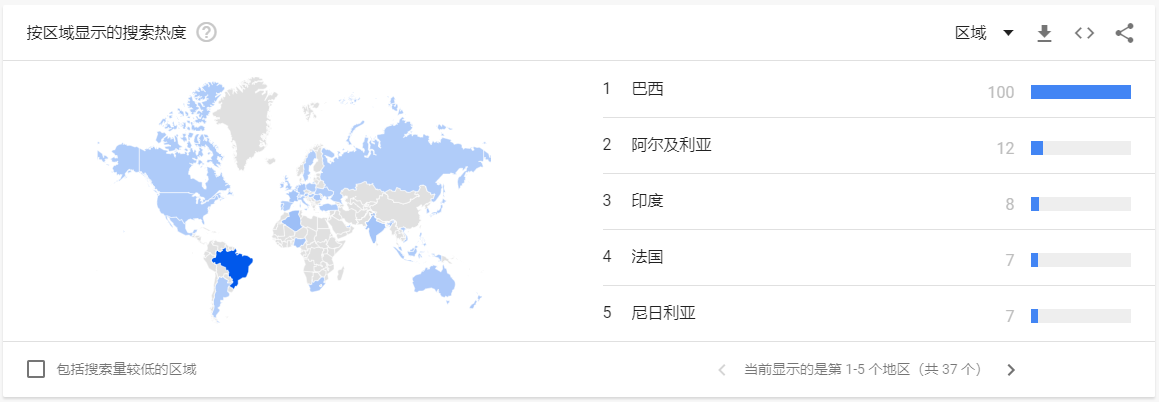 按区域显示的搜索热度 ?
区域
1 巴西 100
2 阿尔及利亚 12
3 印度 8
4 法国 7
5 尼日利亚 7
包括搜索量较低的区域
当前显示的是第 1-5 个地区（共 37 个）